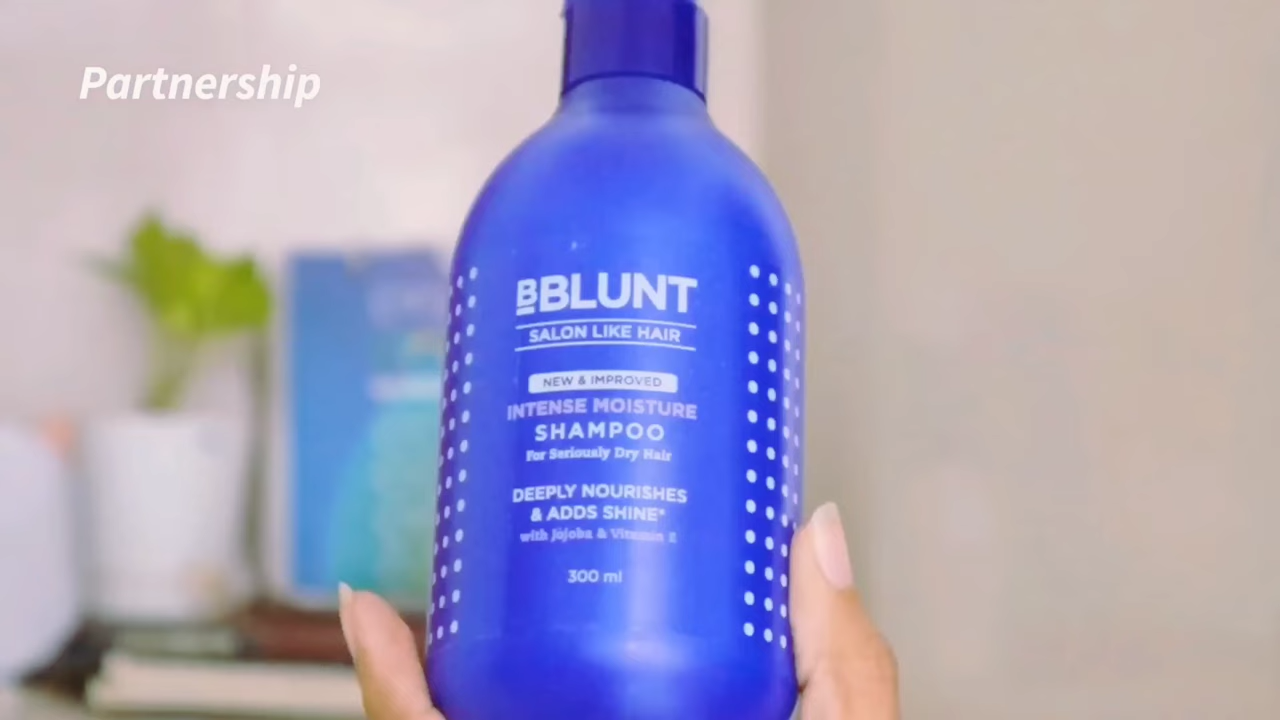 Partnership
BBLUNT
SALON LIKE HAIR
NEW & IMPROVED
INTENSE MOISTURE
SHAMPOO
For Seriously Dry Hair
DEEPLY NOURISHES
& ADDS SHINE*
with Jojoba & Vitamin E
300 ml